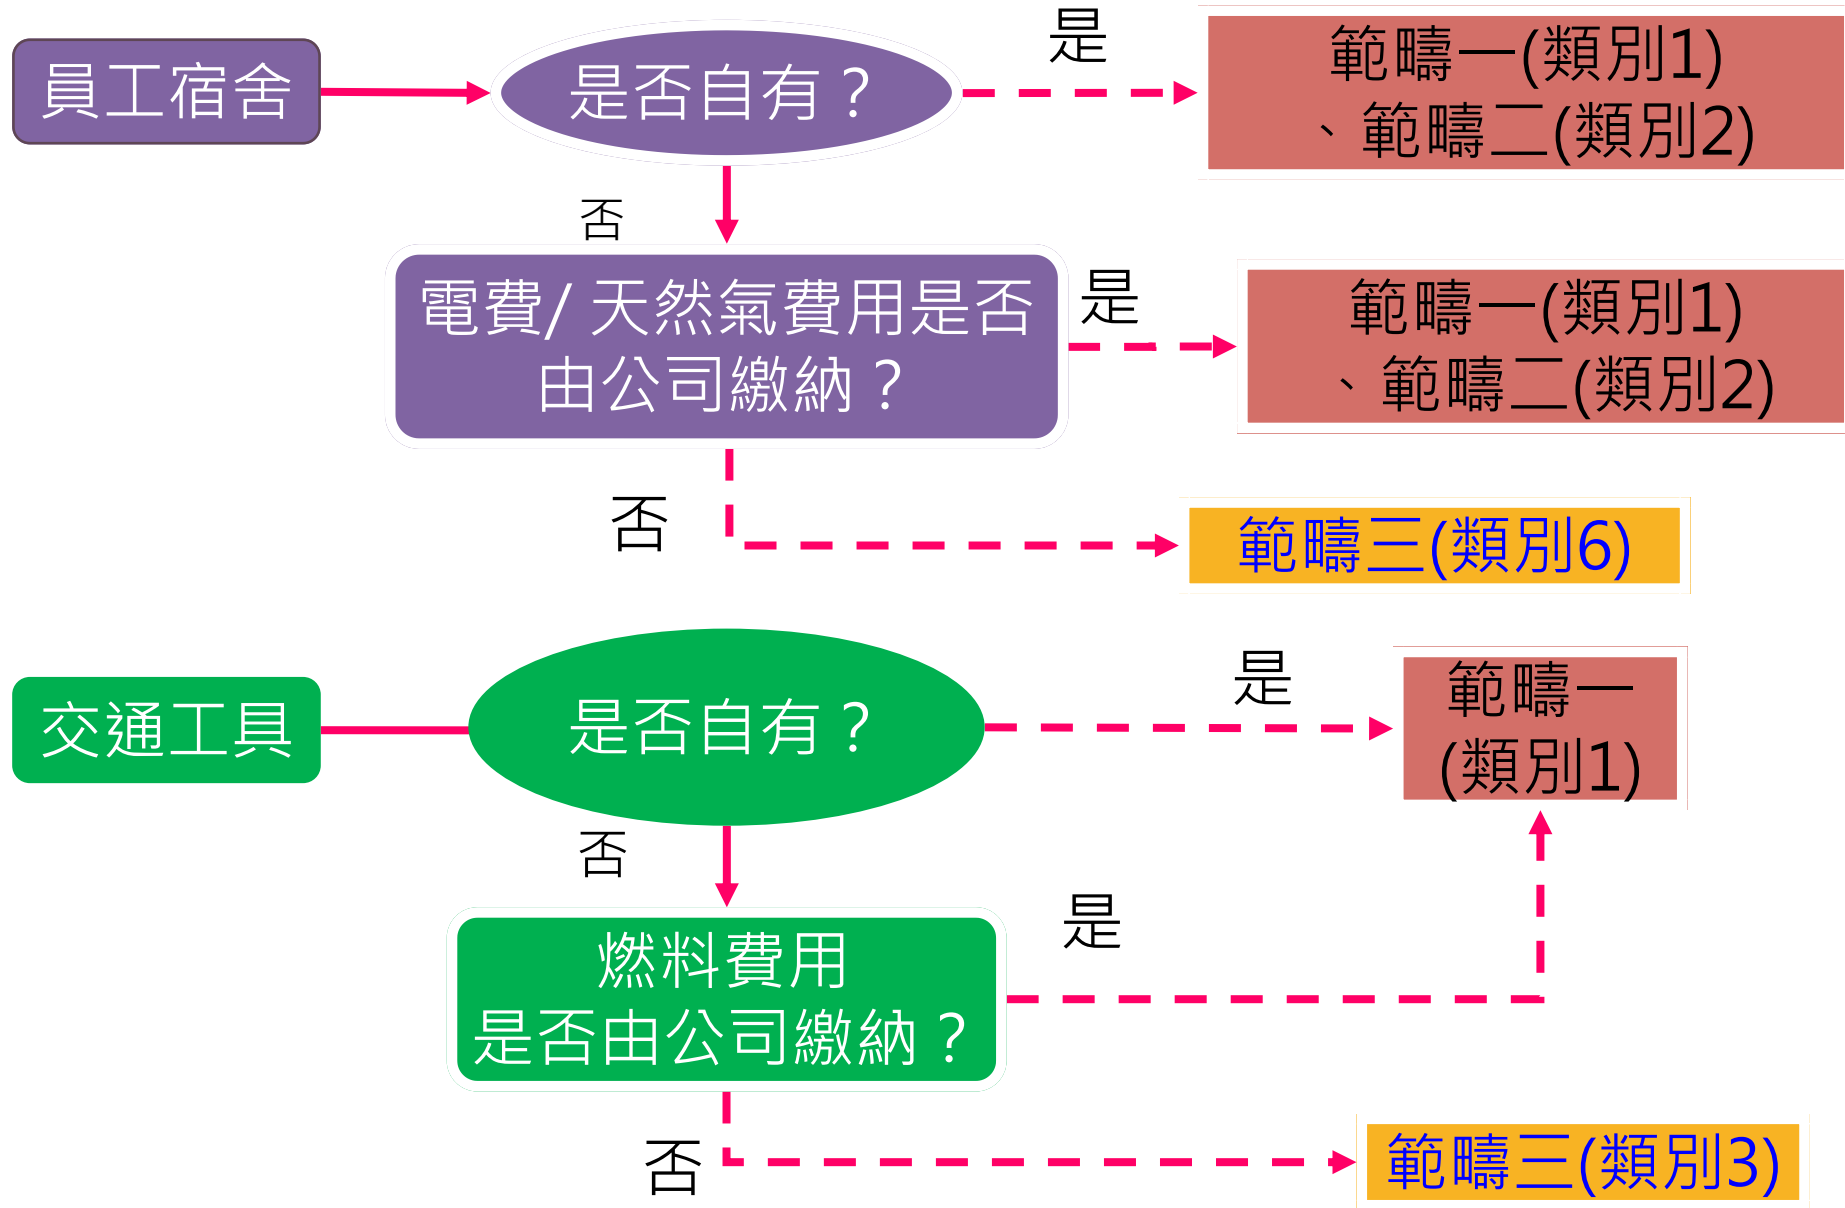 員工宿舍
是否自有？
是
範疇一(類別1)
、範疇二(類別2)
否
電費/ 天然氣費用是否
由公司繳納？
是
範疇一(類別1)
、範疇二(類別2)
否
範疇三(類別6)
交通工具
是否自有？
是
範疇一
(類別1)
否
燃料費用
是否由公司繳納？
是
否
範疇三(類別3)